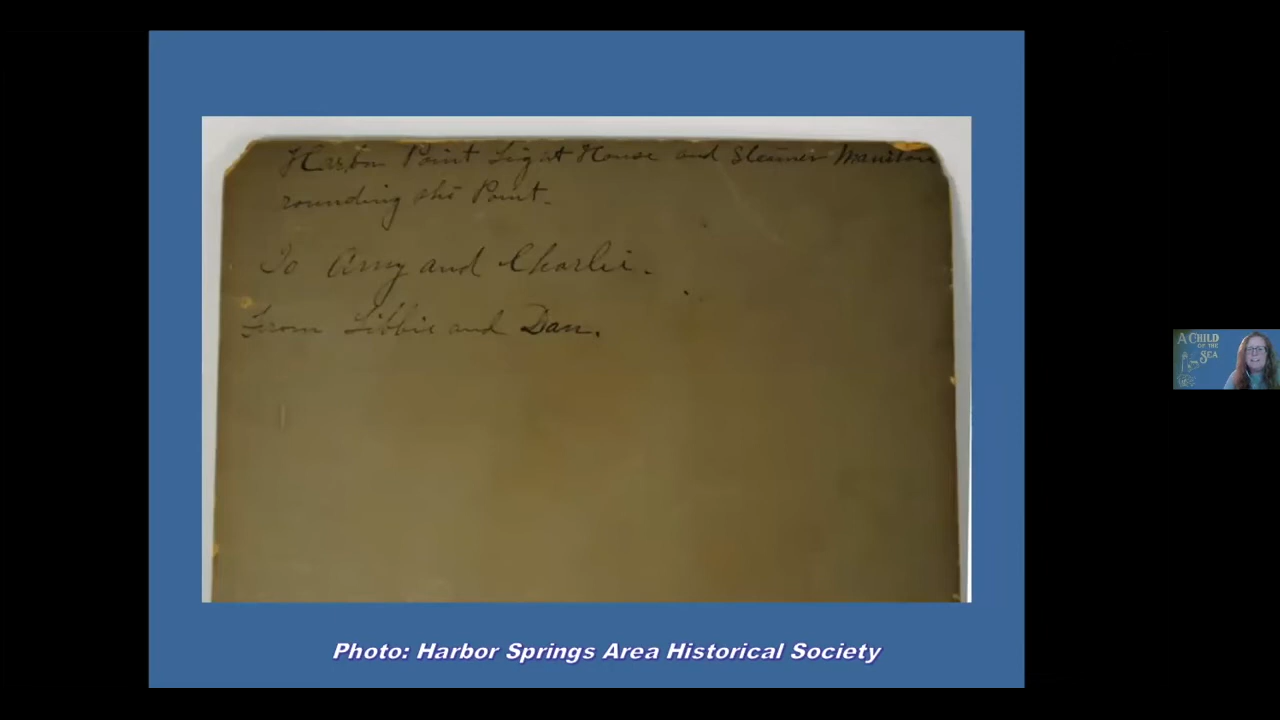 Harbor Point Light House and Steamer Manitou
rounding the Point.
To Amy and Charlie.
From Libbie and Dan.
Photo: Harbor Springs Area Historical Society
A CHILD
OF THE
SEA